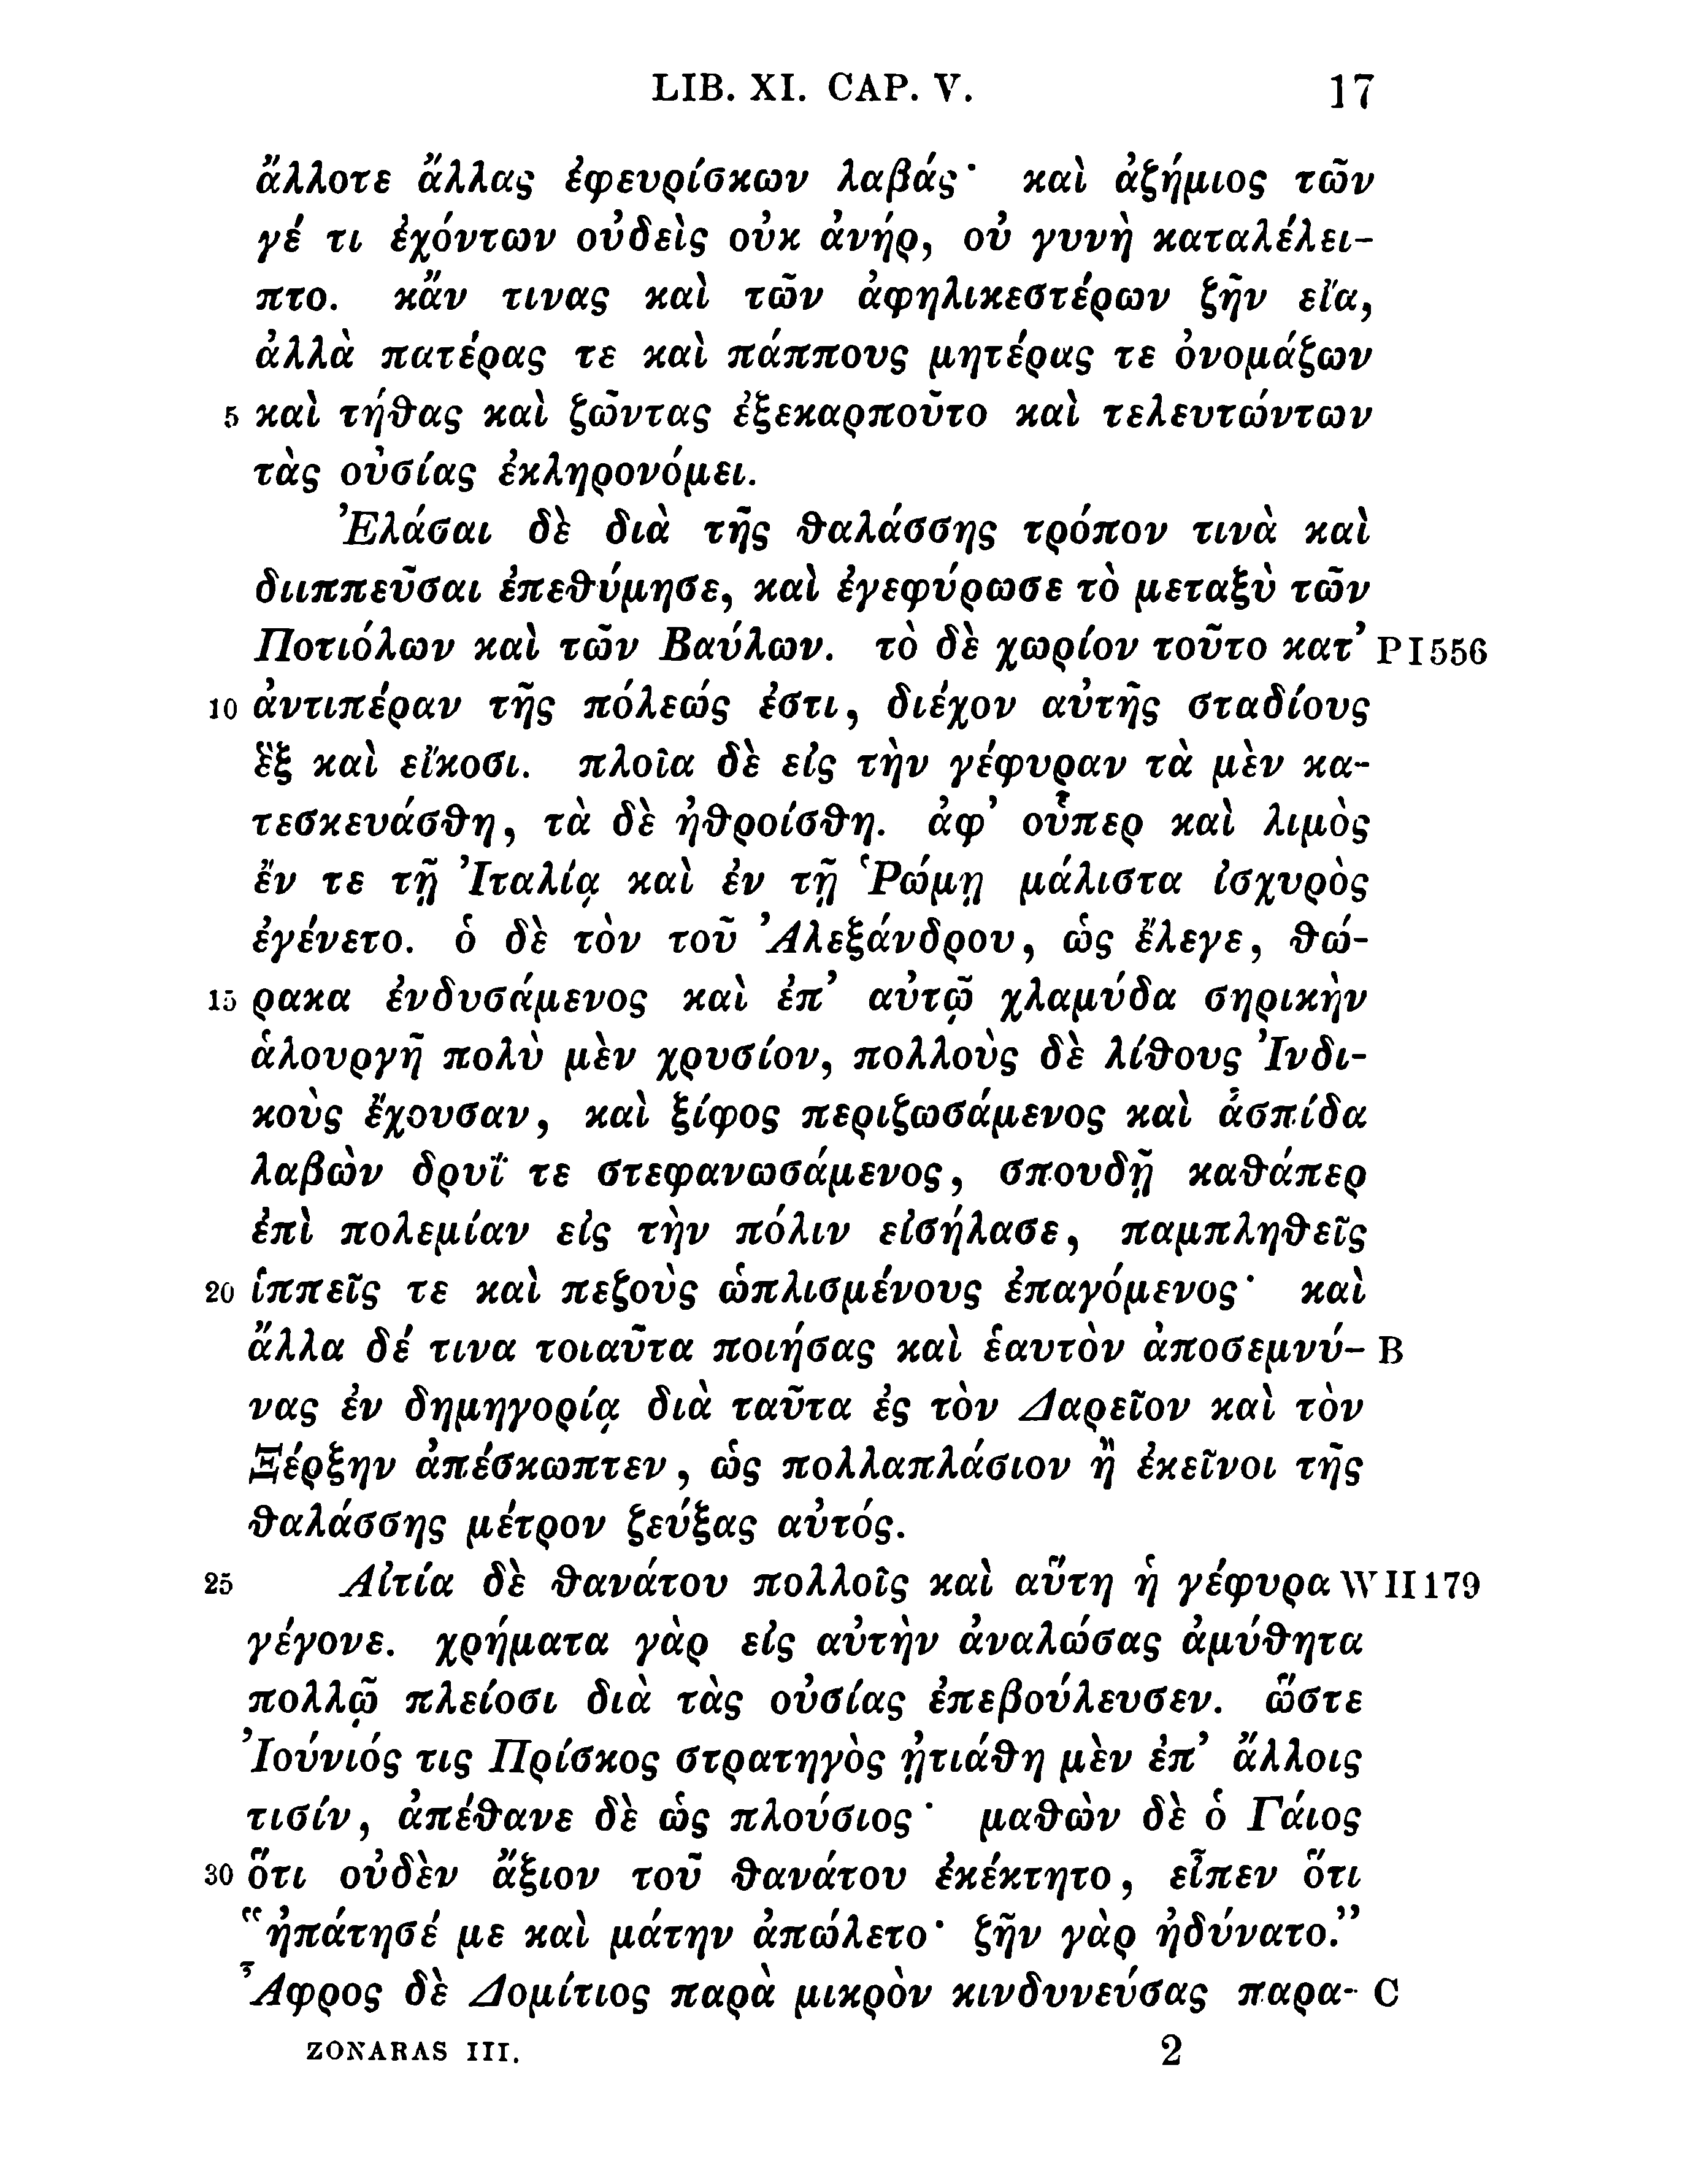 LIB. XI. CAP. V. 17
ἄλλοτε ἄλλας ἐφευρίσκων λαβάς· καὶ ἀζήμιος τῶν
γέ τι ἐχόντων οὐδεὶς οὐκ ἀνήρ, οὐ γυνὴ καταλέλει-
πτο. κἄν τινας καὶ τῶν ἀφηλικεστέρων ζῆν εἴα,
ἀλλὰ πατέρας τε καὶ πάππους μητέρας τε ὀνομάζων
5 καὶ τήθας καὶ ζῶντας ἐξεκαρποῦτο καὶ τελευτώντων
τὰς οὐσίας ἐκληρονόμει.
Ἐλάσαι δὲ διὰ τῆς θαλάσσης τρόπον τινὰ καὶ
διιππεῦσαι ἐπεθύμησε, καὶ ἐγεφύρωσε τὸ μεταξὺ τῶν
Ποτιόλων καὶ τῶν Βαύλων. τὸ δὲ χωρίον τοῦτο κατ’ P I 556
10 ἀντιπέραν τῆς πόλεώς ἐστι, διέχον αὐτῆς σταδίους
ἓξ καὶ εἴκοσι. πλοῖα δὲ εἰς τὴν γέφυραν τὰ μὲν κα-
τεσκευάσθη, τὰ δὲ ἠθροίσθη. ἀφ’ οὗπερ καὶ λιμὸς
ἔν τε τῇ Ἰταλίᾳ καὶ ἐν τῇ Ῥώμῃ μάλιστα ἰσχυρὸς
ἐγένετο. ὁ δὲ τὸν τοῦ Ἀλεξάνδρου, ὡς ἔλεγε, θώ-
15 ρακα ἐνδυσάμενος καὶ ἐπ’ αὐτῷ χλαμύδα σηρικὴν
ἁλουργῆ πολὺ μὲν χρυσίον, πολλοὺς δὲ λίθους Ἰνδι-
κοὺς ἔχουσαν, καὶ ξίφος περιζωσάμενος καὶ ἀσπίδα
λαβὼν δρυΐ τε στεφανωσάμενος, σπουδῇ καθάπερ
ἐπὶ πολεμίαν εἰς τὴν πόλιν εἰσήλασε, παμπληθεῖς
20 ἱππεῖς τε καὶ πεζοὺς ὡπλισμένους ἐπαγόμενος· καὶ
ἄλλα δέ τινα τοιαῦτα ποιήσας καὶ ἑαυτὸν ἀποσεμνύ- B
νας ἐν δημηγορίᾳ διὰ ταῦτα ἐς τὸν Δαρεῖον καὶ τὸν
Ξέρξην ἀπέσκωπτεν, ὡς πολλαπλάσιον ἢ ἐκεῖνοι τῆς
θαλάσσης μέτρον ζεύξας αὐτός.
25 Αἰτία δὲ θανάτου πολλοῖς καὶ αὕτη ἡ γέφυρα W II 179
γέγονε. χρήματα γὰρ εἰς αὐτὴν ἀναλώσας ἀμύθητα
πολλῷ πλείοσι διὰ τὰς οὐσίας ἐπεβούλευσεν. ὥστε
Ἰούνιός τις Πρίσκος στρατηγὸς ᾐτιάθη μὲν ἐπ’ ἄλλοις
τισίν, ἀπέθανε δὲ ὡς πλούσιος· μαθὼν δὲ ὁ Γάιος
30 ὅτι οὐδὲν ἄξιον τοῦ θανάτου ἐκέκτητο, εἶπεν ὅτι
“ἠπάτησέ με καὶ μάτην ἀπώλετο· ζῆν γὰρ ἠδύνατο.”
Ἆφρος δὲ Δομίτιος παρὰ μικρὸν κινδυνεύσας παρα- C
ZONARAS III. 2